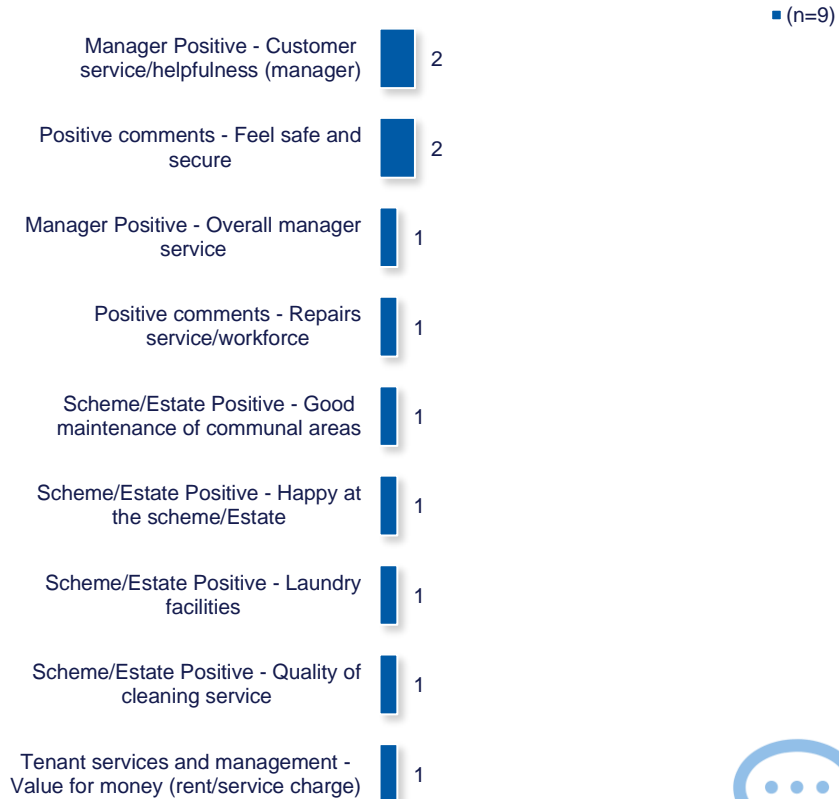 (n=9)
Manager Positive - Customer
service/helpfulness (manager)
2
Positive comments - Feel safe and
secure
2
Manager Positive - Overall manager
service
1
Positive comments - Repairs
service/workforce
1
Scheme/Estate Positive - Good
maintenance of communal areas
1
Scheme/Estate Positive - Happy at
the scheme/Estate
1
Scheme/Estate Positive - Laundry
facilities
1
Scheme/Estate Positive - Quality of
cleaning service
1
Tenant services and management -
Value for money (rent/service charge)
1